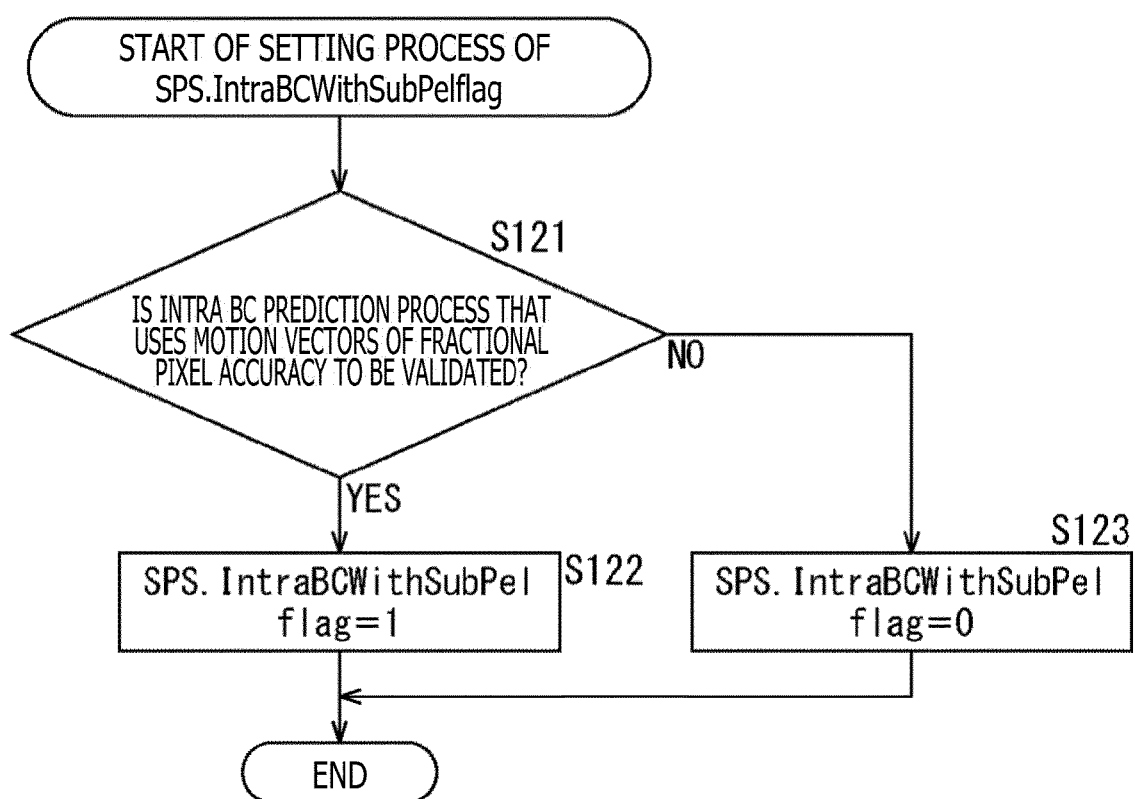 START OF SETTING PROCESS OF
SPS.IntraBCWithSubPelflag
S121
IS INTRA BC PREDICTION PROCESS THAT
USES MOTION VECTORS OF FRACTIONAL
PIXEL ACCURACY TO BE VALIDATED?
NO
YES
S122
SPS. IntraBCWithSubPel
flag=1
S123
SPS. IntraBCWithSubPel
flag=0
END